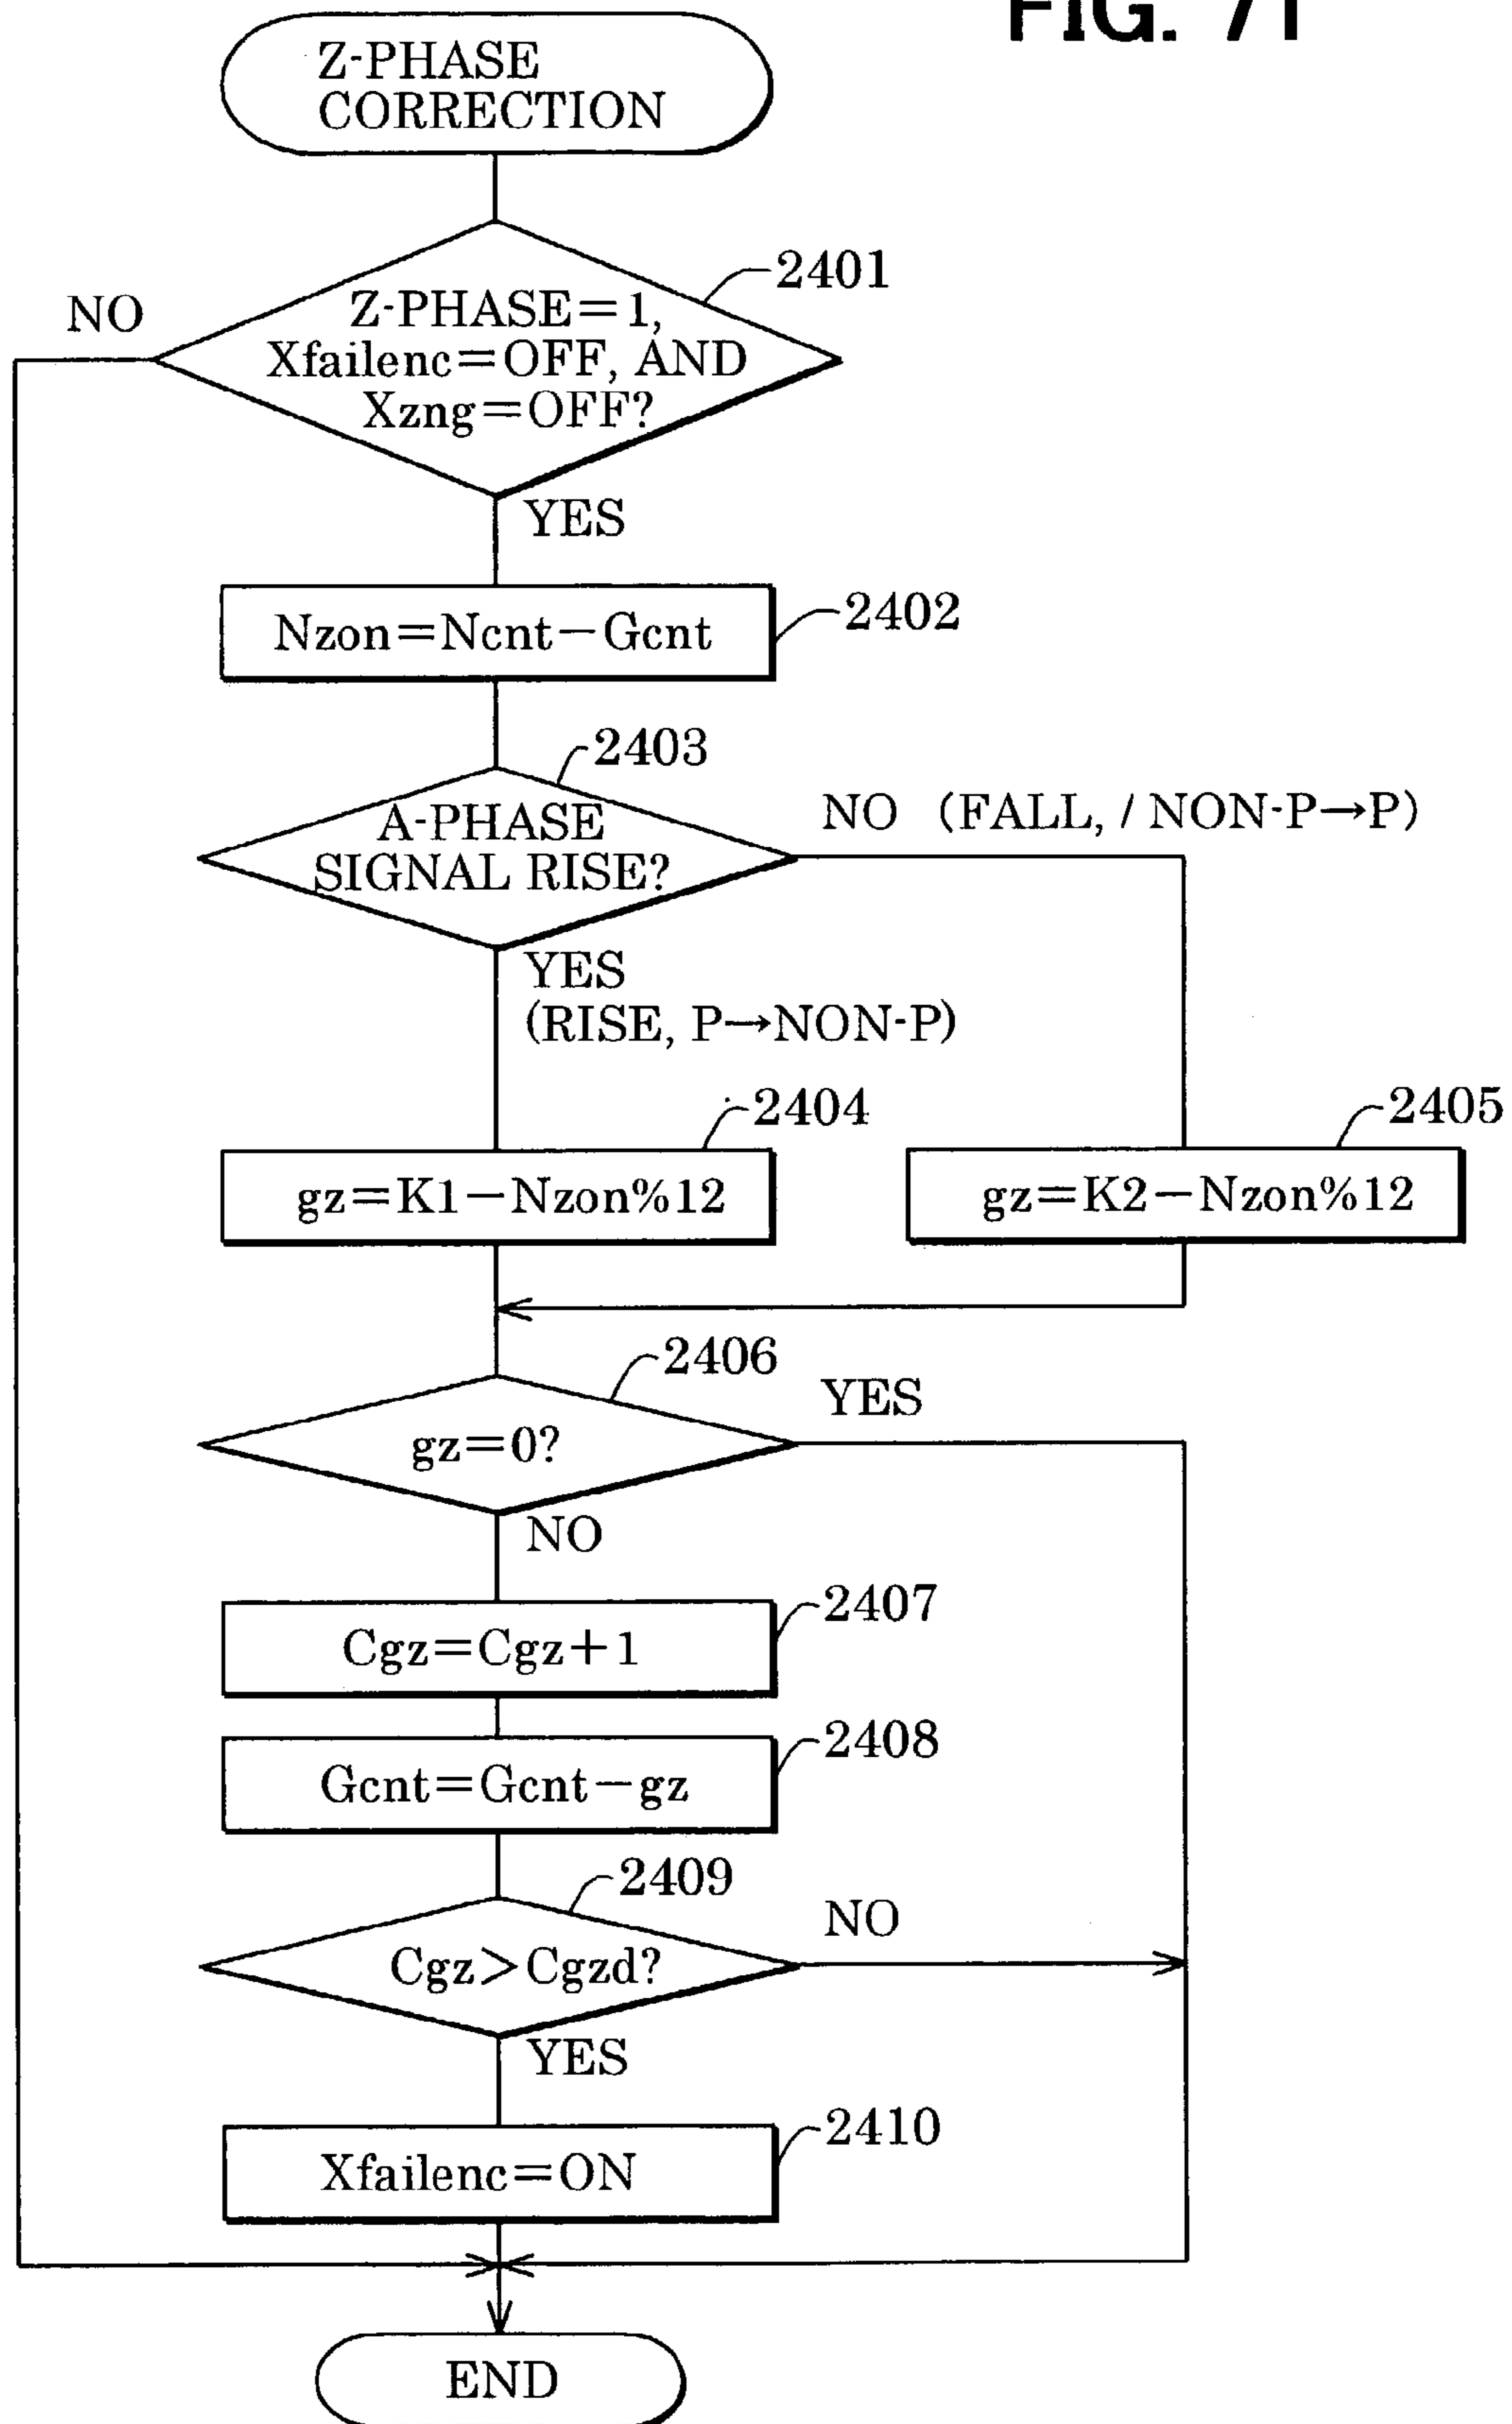 FIG. 71
Z-PHASE
CORRECTION
2401
NO
Z-PHASE=1,
Xfailenc=OFF, AND
Xzng=OFF?
YES
2402
Nzon=Ncnt−Gcnt
2403
A-PHASE
SIGNAL RISE?
NO (FALL, / NON-P→P)
YES
(RISE, P→NON-P)
2404
gz=K1−Nzon%12
2405
gz=K2−Nzon%12
2406
gz=0?
YES
NO
2407
Cgz=Cgz+1
2408
Gcnt=Gcnt−gz
2409
Cgz>Cgzd?
NO
YES
2410
Xfailenc=ON
END